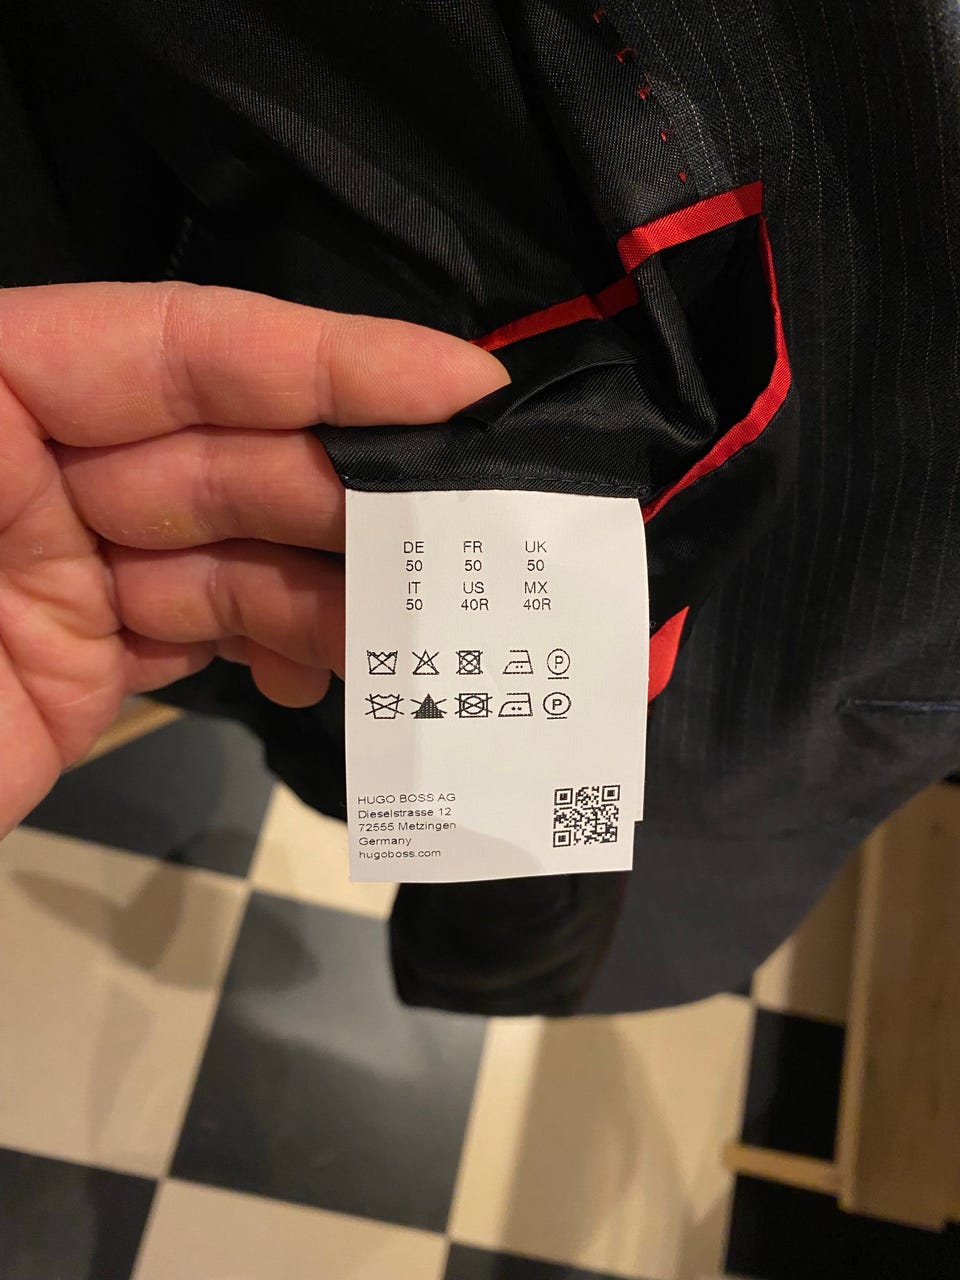 DE FR UK
50 50 50
IT US MX
50 40R 40R
P
P
HUGO BOSS AG
Dieselstrasse 12
72555 Metzingen
Germany
hugoboss.com